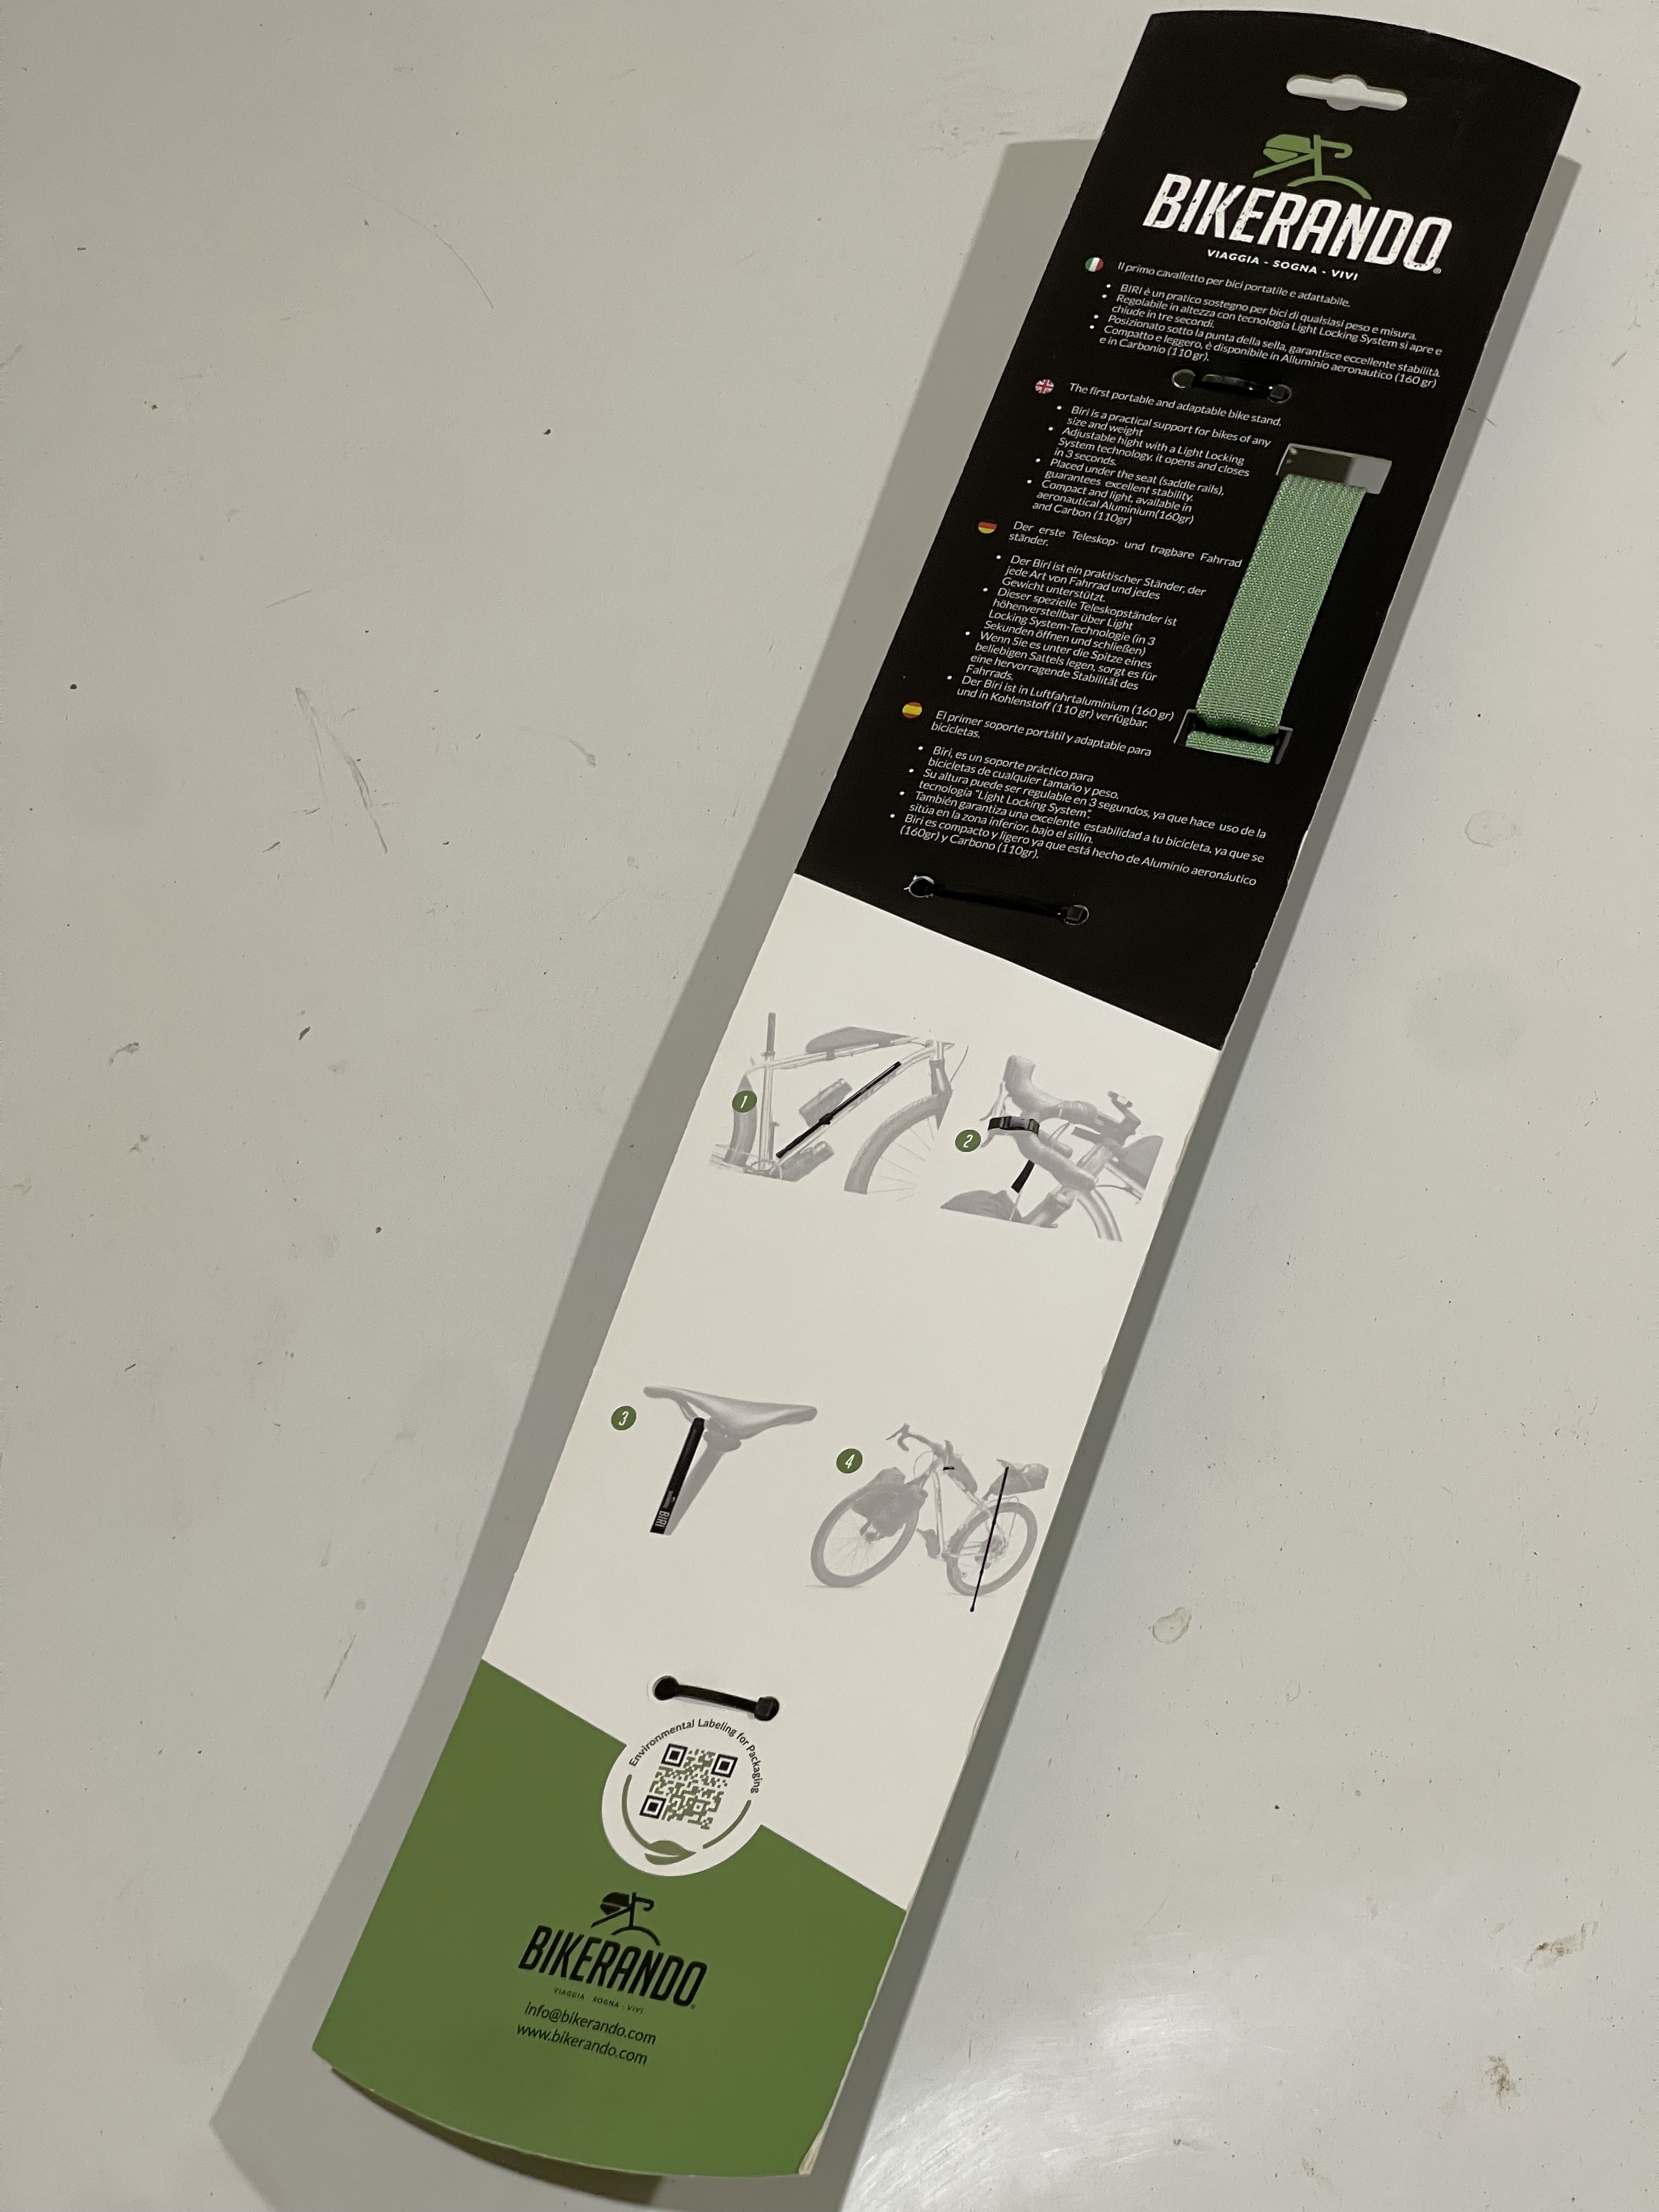 BIKERANDO®
VIAGGIA - SOGNA - VIVI
Il primo cavalletto per bici portatile e adattabile.
• BIRI è un pratico sostegno per bici di qualsiasi peso e misura.
• Regolabile in altezza con tecnologia Light Locking System si apre e
chiude in tre secondi.
• Posizionato sotto la punta della sella, garantisce eccellente stabilità.
• Compatto e leggero, è disponibile in Alluminio aeronautico (160 gr)
e in Carbonio (110 gr).
The first portable and adaptable bike stand.
• Biri is a practical support for bikes of any
size and weight
• Adjustable hight with a Light Locking
System technology, it opens and closes
in 3 seconds.
• Placed under the seat (saddle rails),
guarantees excellent stability.
• Compact and light, available in
aeronautical Aluminium(160gr)
and Carbon (110gr)
Der erste Teleskop- und tragbare Fahrrad
ständer.
• Der Biri ist ein praktischer Ständer, der
jede Art von Fahrrad und jedes
Gewicht unterstützt.
• Dieser spezielle Teleskopständer ist
höhenverstellbar über Light
Locking System-Technologie (in 3
Sekunden öffnen und schließen)
• Wenn Sie es unter die Spitze eines
beliebigen Sattels legen, sorgt es für
eine hervorragende Stabilität des
Fahrrads.
• Der Biri ist in Luftfahrtaluminium (160 gr)
und in Kohlenstoff (110 gr) verfügbar.
El primer soporte portátil y adaptable para
bicicletas.
• Biri, es un soporte práctico para
bicicletas de cualquier tamaño y peso.
• Su altura puede ser regulable en 3 segundos, ya que hace uso de la
tecnología "Light Locking System".
• También garantiza una excelente estabilidad a tu bicicleta, ya que se
sitúa en la zona inferior, bajo el sillín.
• Biri es compacto y ligero ya que está hecho de Aluminio aeronáutico
(160gr) y Carbono (110gr).
1
2
3
BIRI
4
Environmental Labeling for Packaging
BIKERANDO®
VIAGGIA - SOGNA - VIVI
info@bikerando.com
www.bikerando.com